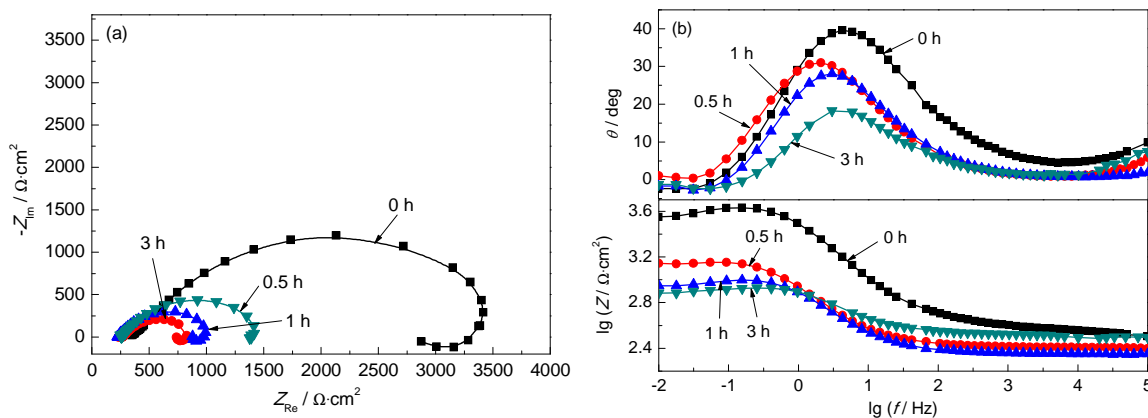 (a)
3500
3000
2500
2000
1500
1000
500
0
-Z_Im / Ω·cm²
0 h
3 h
0.5 h
1 h
0 500 1000 1500 2000 2500 3000 3500 4000
Z_Re / Ω·cm²
(b)
40
30
20
10
0
θ / deg
0 h
1 h
0.5 h
3 h
3.6
3.2
2.8
2.4
lg (Z / Ω·cm²)
0 h
0.5 h
1 h
3 h
-2 -1 0 1 2 3 4 5
lg (f / Hz)